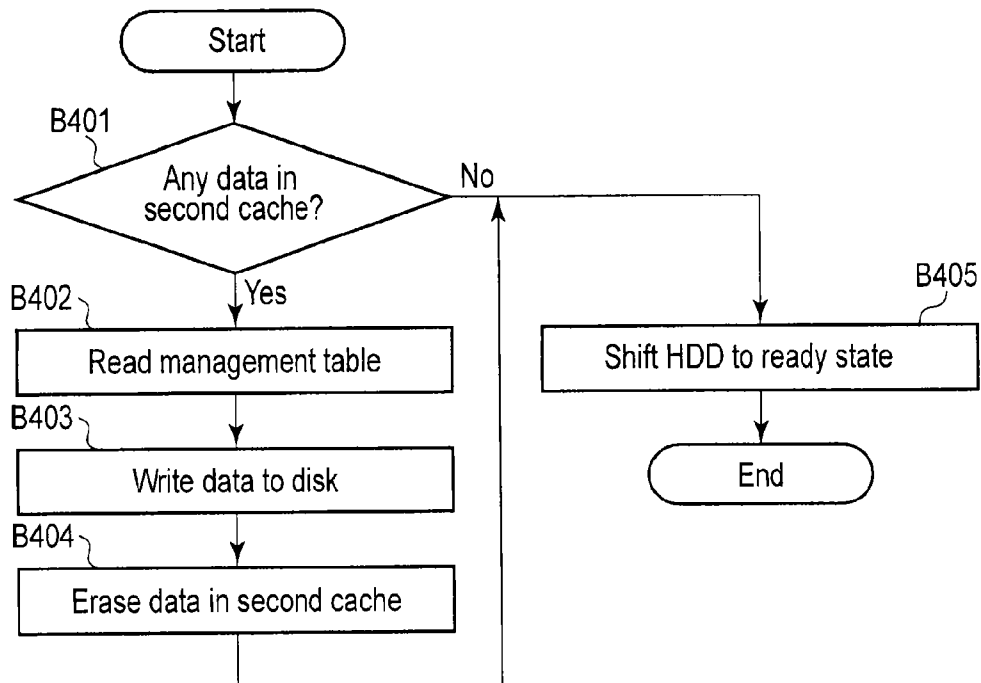 Start
B401
Any data in
second cache?
No
Yes
B402
Read management table
B403
Write data to disk
B404
Erase data in second cache
B405
Shift HDD to ready state
End